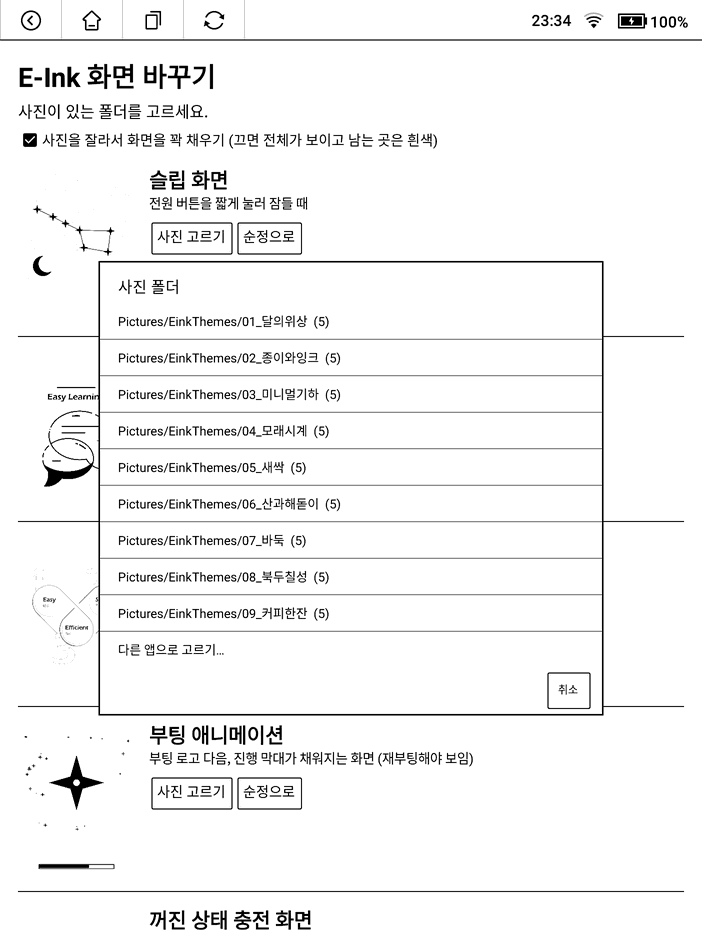 23:34 100%
E-Ink 화면 바꾸기
사진이 있는 폴더를 고르세요.
사진을 잘라서 화면을 꽉 채우기 (끄면 전체가 보이고 남는 곳은 흰색)
슬립 화면
전원 버튼을 짧게 눌러 잠들 때
사진 고르기 순정으로
사진 폴더
Pictures/EinkThemes/01_달의위상 (5)
Pictures/EinkThemes/02_종이와잉크 (5)
Pictures/EinkThemes/03_미니멀기하 (5)
Pictures/EinkThemes/04_모래시계 (5)
Pictures/EinkThemes/05_새싹 (5)
Pictures/EinkThemes/06_산과해돋이 (5)
Pictures/EinkThemes/07_바둑 (5)
Pictures/EinkThemes/08_북두칠성 (5)
Pictures/EinkThemes/09_커피한잔 (5)
다른 앱으로 고르기...
취소
Easy Learnin
Easy
Efficient
부팅 애니메이션
부팅 로고 다음, 진행 막대가 채워지는 화면 (재부팅해야 보임)
사진 고르기 순정으로
꺼진 상태 충전 화면